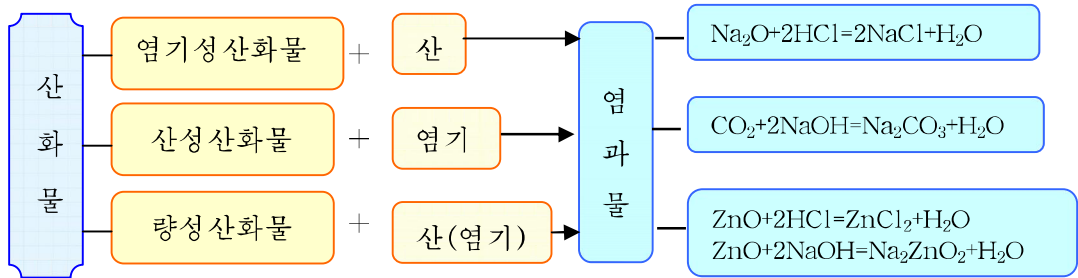 산화물
염기성산화물 + 산
Na₂O+2HCl=2NaCl+H₂O
산성산화물 + 염기
염과물
CO₂+2NaOH=Na₂CO₃+H₂O
량성산화물 + 산(염기)
ZnO+2HCl=ZnCl₂+H₂O
ZnO+2NaOH=Na₂ZnO₂+H₂O